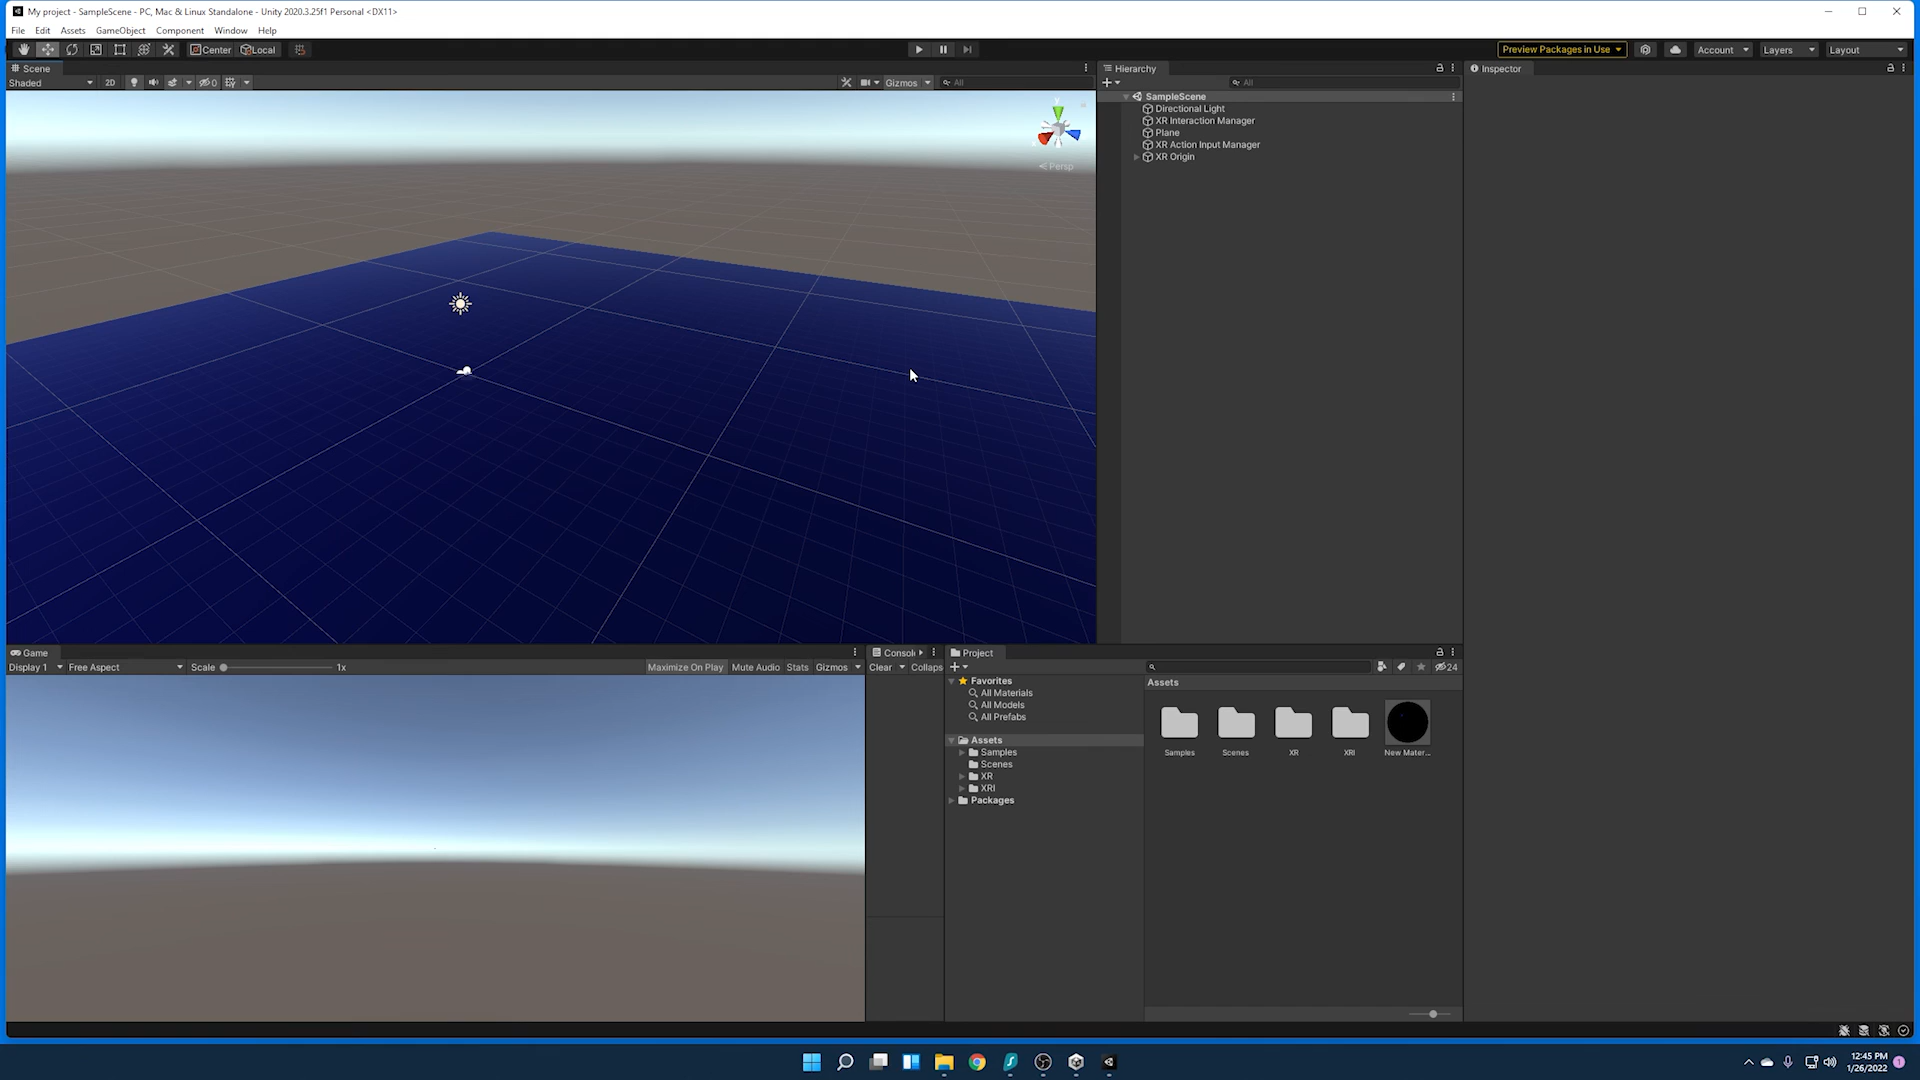 My project - SampleScene - PC, Mac & Linux Standalone - Unity 2020.3.25f1 Personal <DX11>
File Edit Assets GameObject Component Window Help
Center Local Preview Packages in Use Account Layers Layout
Scene
Shaded 2D 0 Gizmos All
Persp
Hierarchy
All
SampleScene
Directional Light
XR Interaction Manager
Plane
XR Action Input Manager
XR Origin
Inspector
Game
Display 1 Free Aspect Scale 1x Maximize On Play Mute Audio Stats Gizmos
Consol
Clear Collaps
Project
24
Favorites
All Materials
All Models
All Prefabs
Assets
Samples
Scenes
XR
XRI
Packages
Assets
Samples Scenes XR XRI New Mater...
12:45 PM
1/26/2022
1